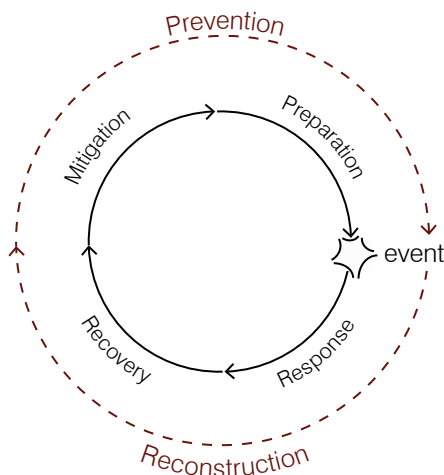 Prevention
Mitigation
Preparation
event
Recovery
Response
Reconstruction